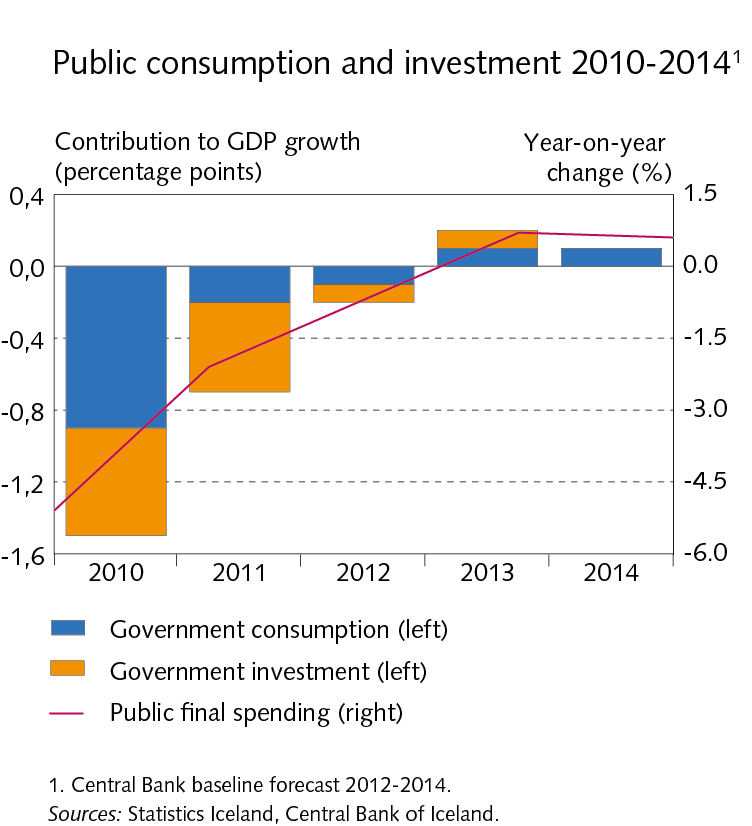 Public consumption and investment 2010-2014¹
Contribution to GDP growth
(percentage points)
Year-on-year
change (%)
0,4
0,0
-0,4
-0,8
-1,2
-1,6
1.5
0.0
-1.5
-3.0
-4.5
-6.0
2010 2011 2012 2013 2014
Government consumption (left)
Government investment (left)
Public final spending (right)
1. Central Bank baseline forecast 2012-2014.
Sources: Statistics Iceland, Central Bank of Iceland.